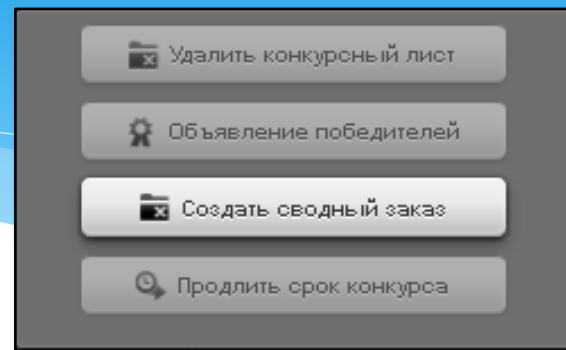 Удалить конкурсный лист
Объявление победителей
Создать сводный заказ
Продлить срок конкурса